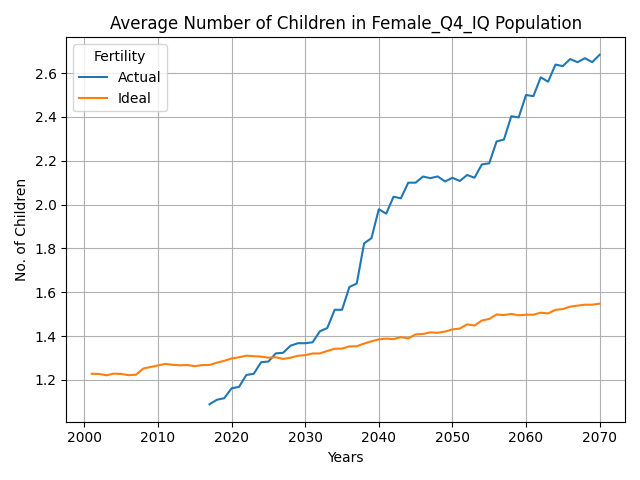 Average Number of Children in Female_Q4_IQ Population
Fertility
Actual
Ideal
No. of Children
2.6
2.4
2.2
2.0
1.8
1.6
1.4
1.2
2000 2010 2020 2030 2040 2050 2060 2070
Years